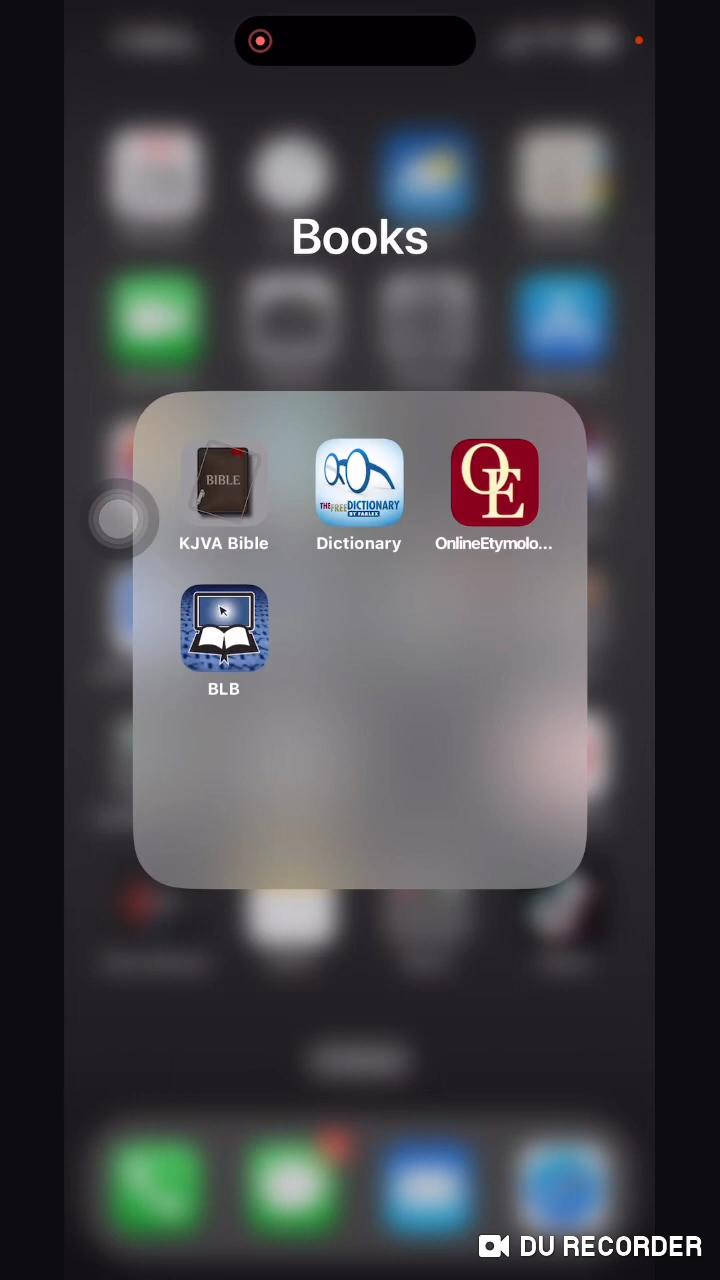 Books
BIBLE
THE FREE DICTIONARY
BY FARLEX
OE
KJVA Bible
Dictionary
OnlineEtymolo...
BLB
DU RECORDER